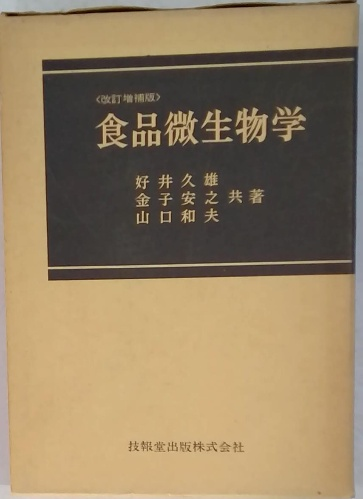 〈改訂増補版〉
食品微生物学
好井久雄
金子安之 共著
山口和夫
技報堂出版株式会社